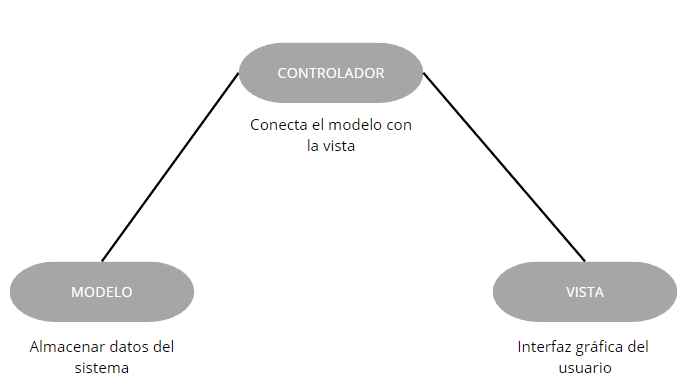 CONTROLADOR
Conecta el modelo con
la vista
MODELO
Almacenar datos del
sistema
VISTA
Interfaz gráfica del
usuario